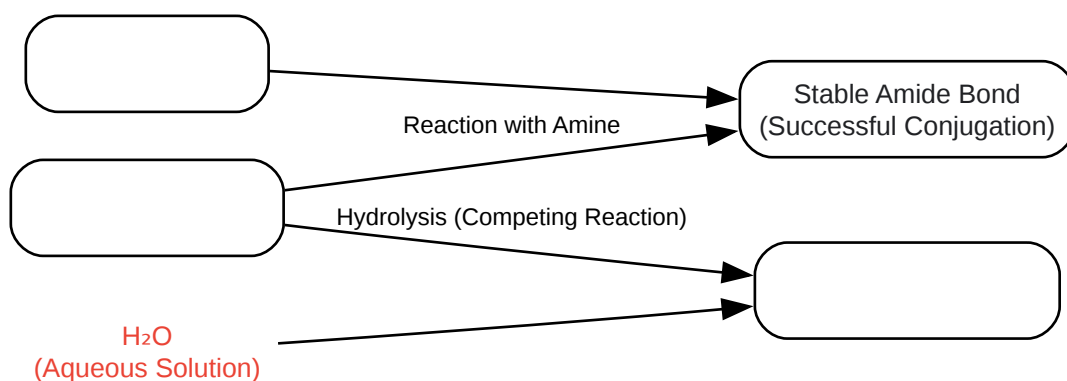 Stable Amide Bond
(Successful Conjugation)
Reaction with Amine
Hydrolysis (Competing Reaction)
H₂O
(Aqueous Solution)